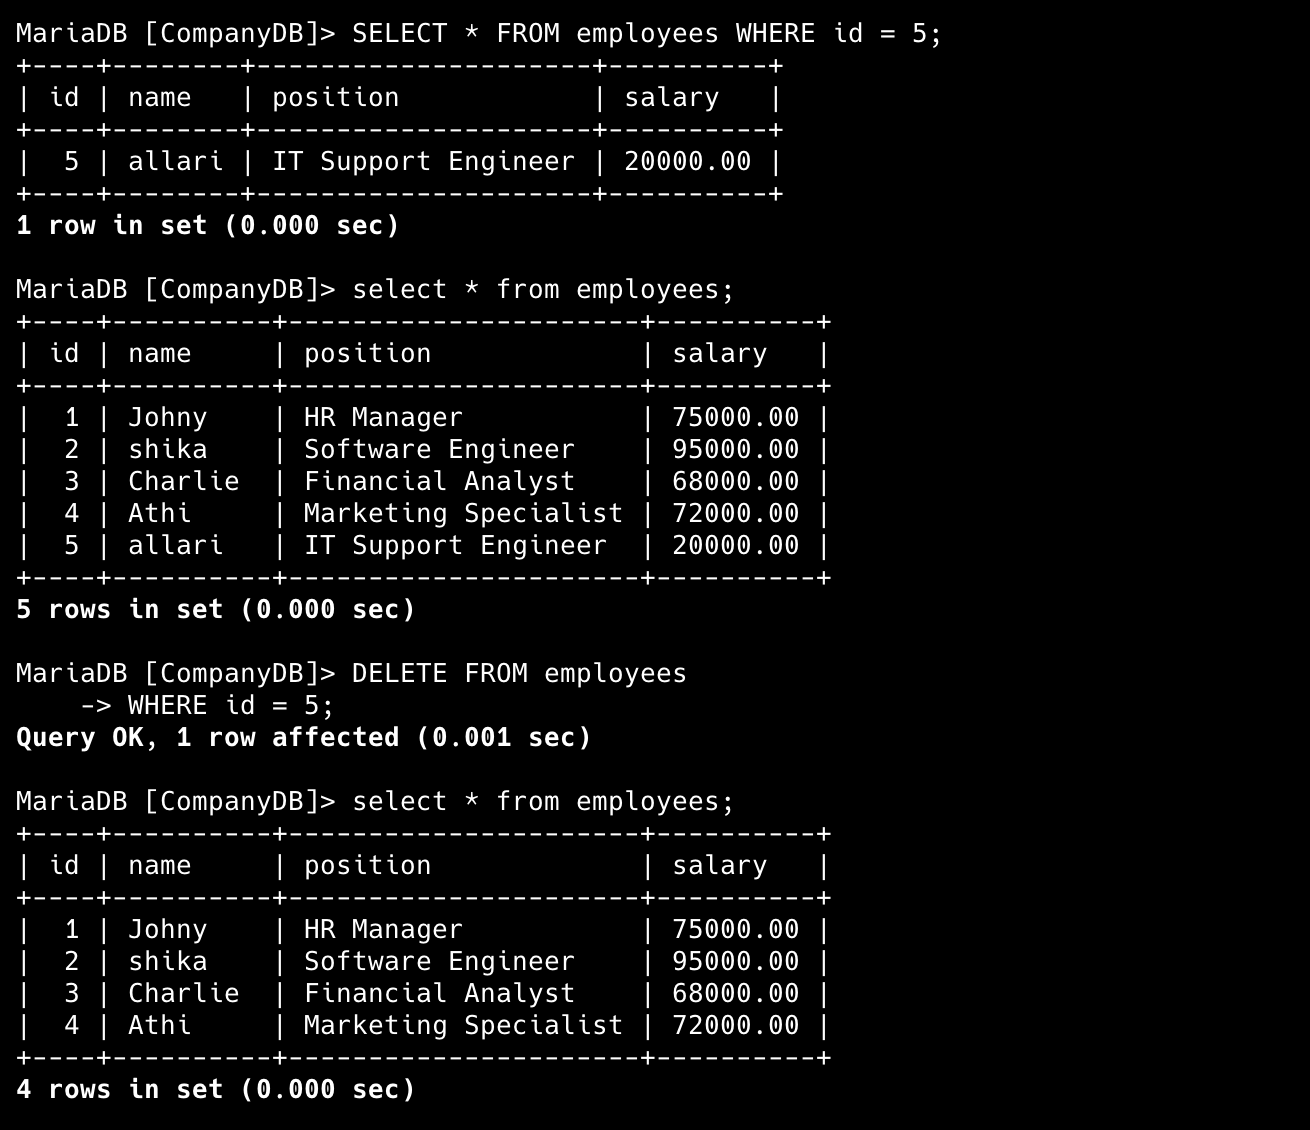 MariaDB [CompanyDB]> SELECT * FROM employees WHERE id = 5;
+----+--------+---------------------+----------+
| id | name   | position            | salary   |
+----+--------+---------------------+----------+
|  5 | allari | IT Support Engineer | 20000.00 |
+----+--------+---------------------+----------+
1 row in set (0.000 sec)

MariaDB [CompanyDB]> select * from employees;
+----+----------+----------------------+----------+
| id | name     | position             | salary   |
+----+----------+----------------------+----------+
|  1 | Johny    | HR Manager           | 75000.00 |
|  2 | shika    | Software Engineer    | 95000.00 |
|  3 | Charlie  | Financial Analyst    | 68000.00 |
|  4 | Athi     | Marketing Specialist | 72000.00 |
|  5 | allari   | IT Support Engineer  | 20000.00 |
+----+----------+----------------------+----------+
5 rows in set (0.000 sec)

MariaDB [CompanyDB]> DELETE FROM employees
    -> WHERE id = 5;
Query OK, 1 row affected (0.001 sec)

MariaDB [CompanyDB]> select * from employees;
+----+----------+----------------------+----------+
| id | name     | position             | salary   |
+----+----------+----------------------+----------+
|  1 | Johny    | HR Manager           | 75000.00 |
|  2 | shika    | Software Engineer    | 95000.00 |
|  3 | Charlie  | Financial Analyst    | 68000.00 |
|  4 | Athi     | Marketing Specialist | 72000.00 |
+----+----------+----------------------+----------+
4 rows in set (0.000 sec)